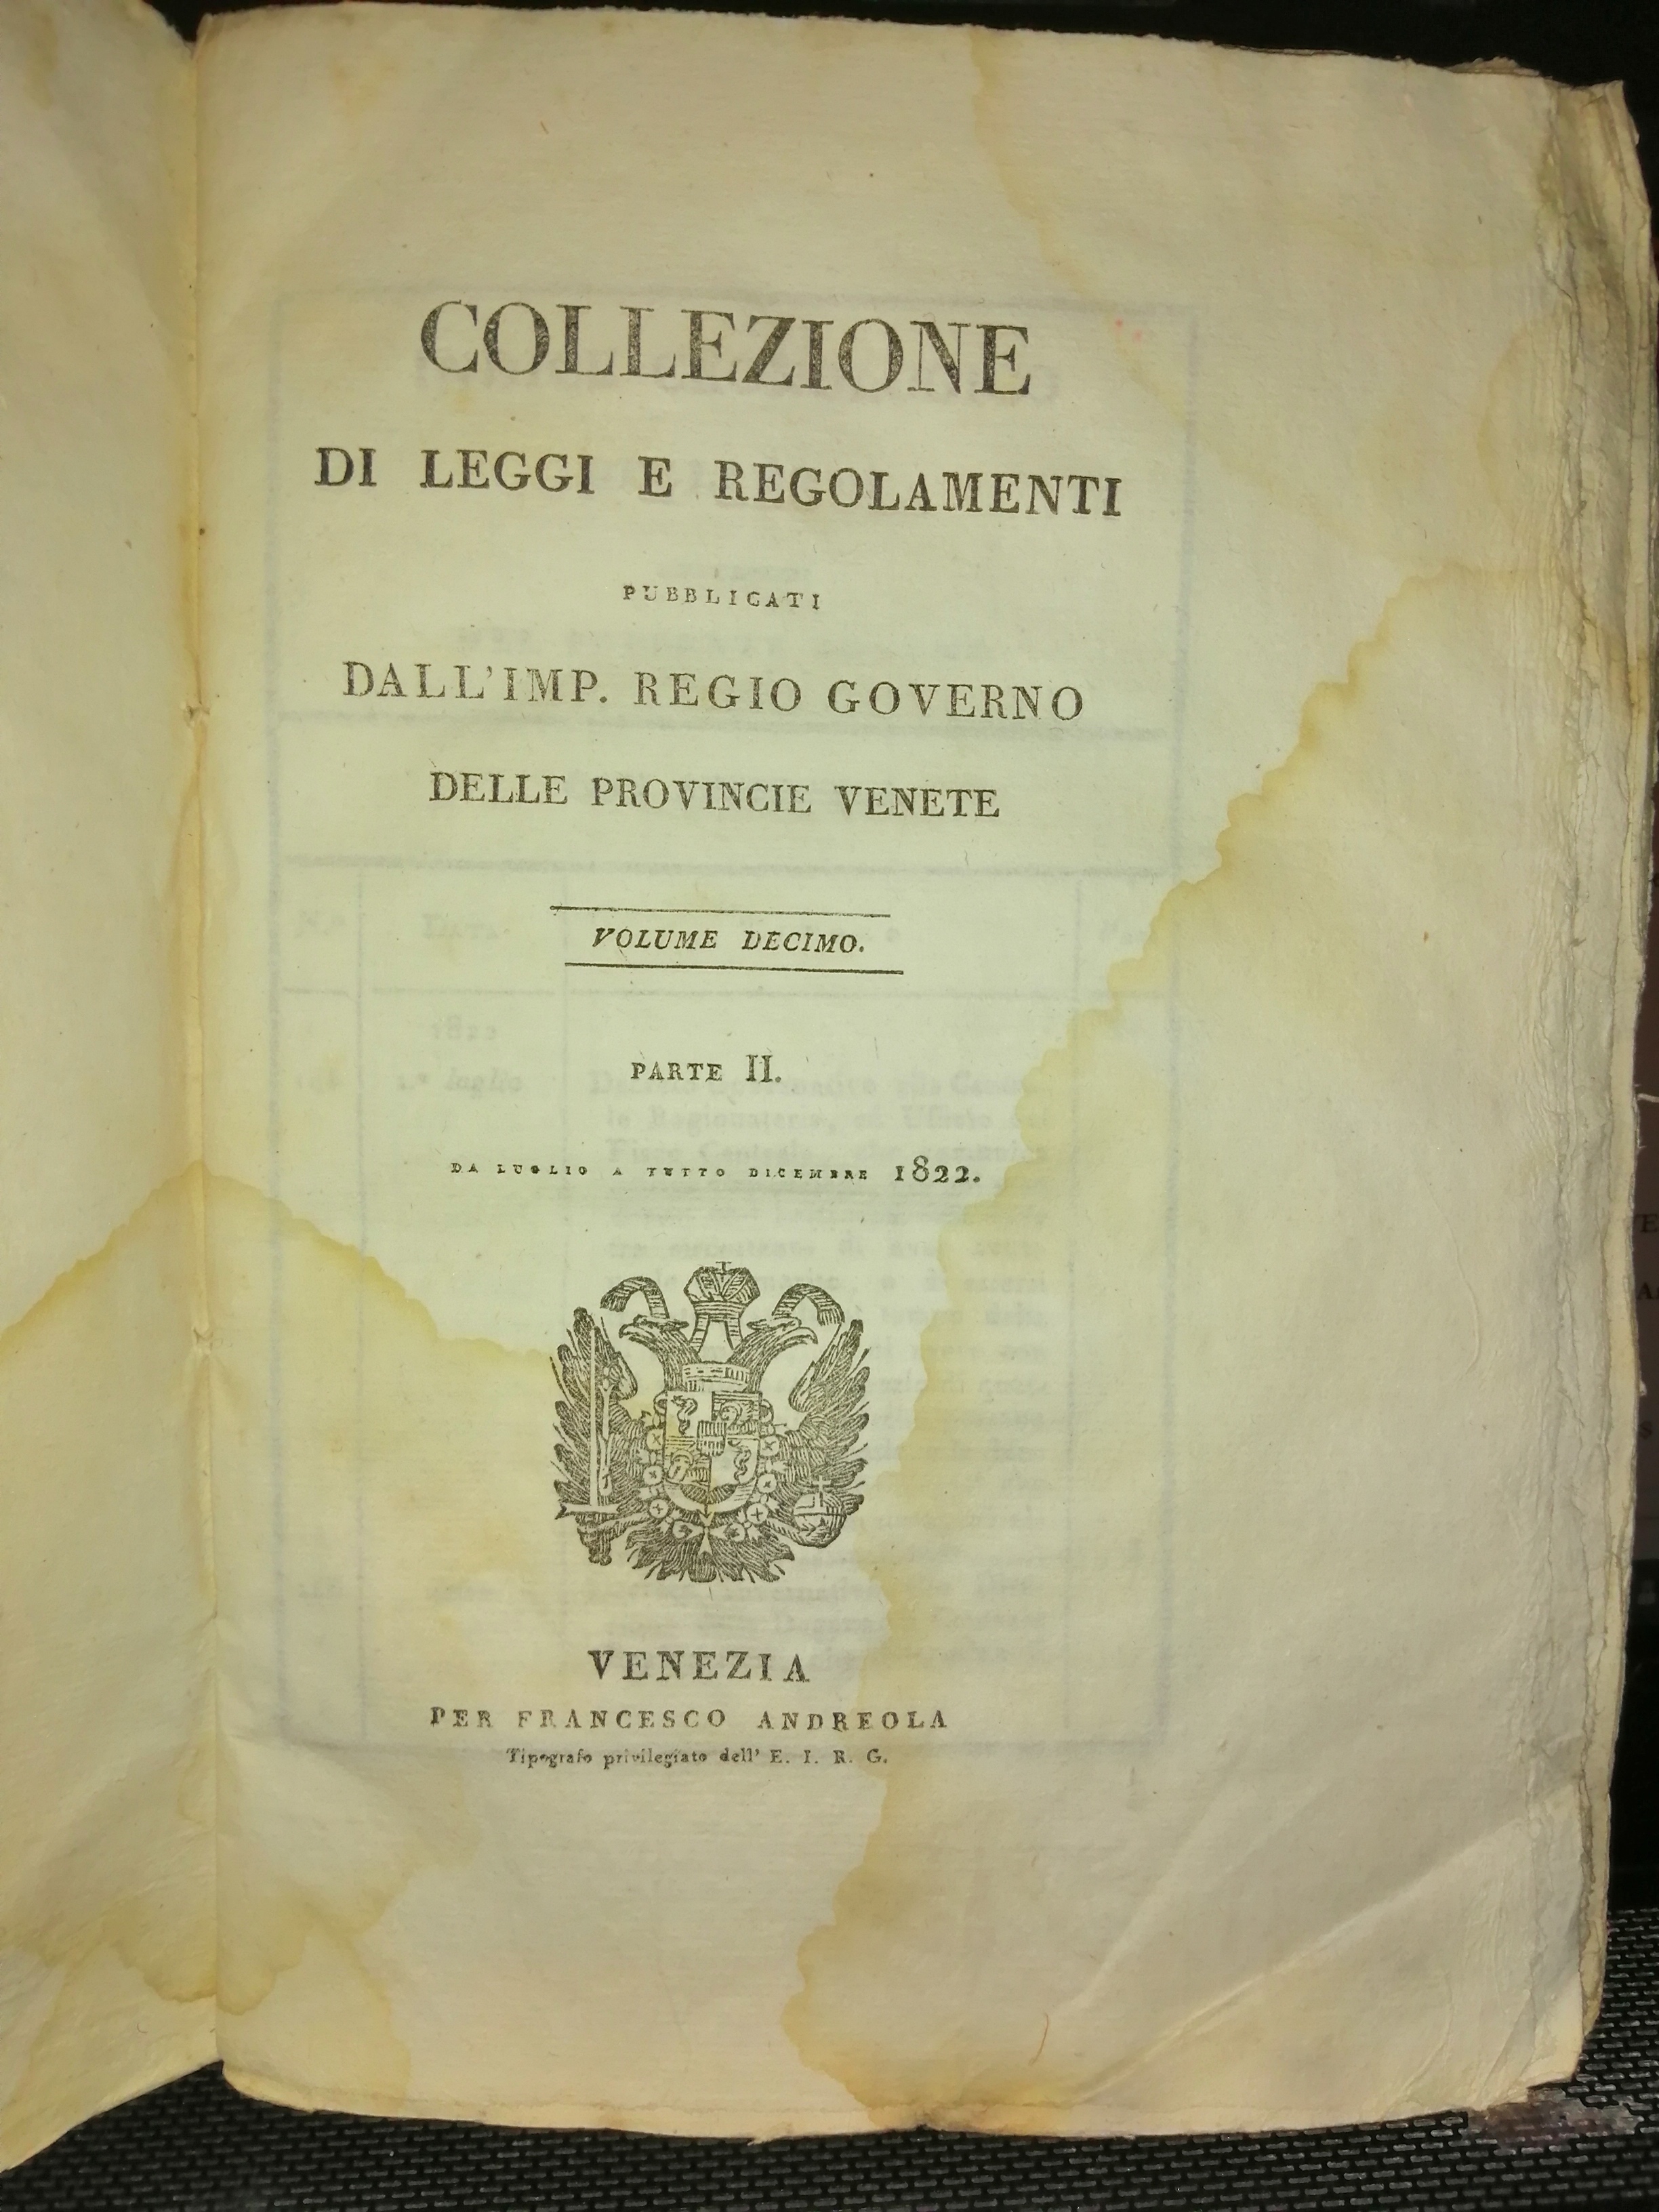 COLLEZIONE
DI LEGGI E REGOLAMENTI
PUBBLICATI
DALL'IMP. REGIO GOVERNO
DELLE PROVINCIE VENETE
VOLUME DECIMO.
PARTE II.
DA LUGLIO A TUTTO DICEMBRE 1822.
VENEZIA
PER FRANCESCO ANDREOLA
Tipografo privilegiato dell' E. I. R. G.